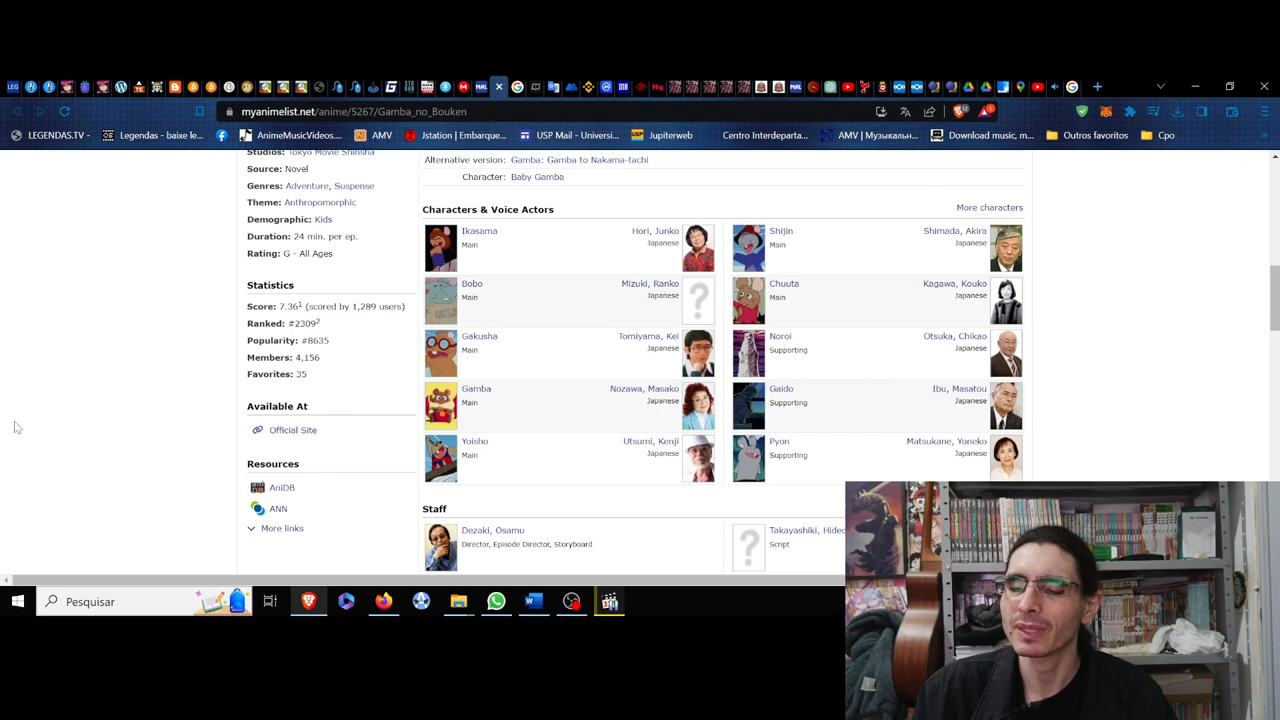 myanimelist.net/anime/5267/Gamba_no_Bouken
LEGENDAS.TV -
Legendas - baixe le...
AnimeMusicVideos....
AMV
Jstation | Embarque...
USP Mail - Universi...
Jupiterweb
Centro Interdeparta...
AMV | Музыкальн...
Download music, m...
Outros favoritos
Cpo
Studios: Tokyo Movie Shinsha
Source: Novel
Genres: Adventure, Suspense
Theme: Anthropomorphic
Demographic: Kids
Duration: 24 min. per ep.
Rating: G - All Ages
Statistics
Score: 7.36¹ (scored by 1,289 users)
Ranked: #2309²
Popularity: #8635
Members: 4,156
Favorites: 35
Available At
Official Site
Resources
AniDB
ANN
More links
Alternative version: Gamba: Gamba to Nakama-tachi
Character: Baby Gamba
Characters & Voice Actors
More characters
Ikasama
Main
Hori, Junko
Japanese
Shijin
Main
Shimada, Akira
Japanese
Bobo
Main
Mizuki, Ranko
Japanese
Chuuta
Main
Kagawa, Kouko
Japanese
Gakusha
Main
Tomiyama, Kei
Japanese
Noroi
Supporting
Otsuka, Chikao
Japanese
Gamba
Main
Nozawa, Masako
Japanese
Gaido
Supporting
Ibu, Masatou
Japanese
Yoisho
Main
Utsumi, Kenji
Japanese
Pyon
Supporting
Matsukane, Yoneko
Japanese
Staff
Dezaki, Osamu
Director, Episode Director, Storyboard
Takayashiki, Hideo
Script
Pesquisar